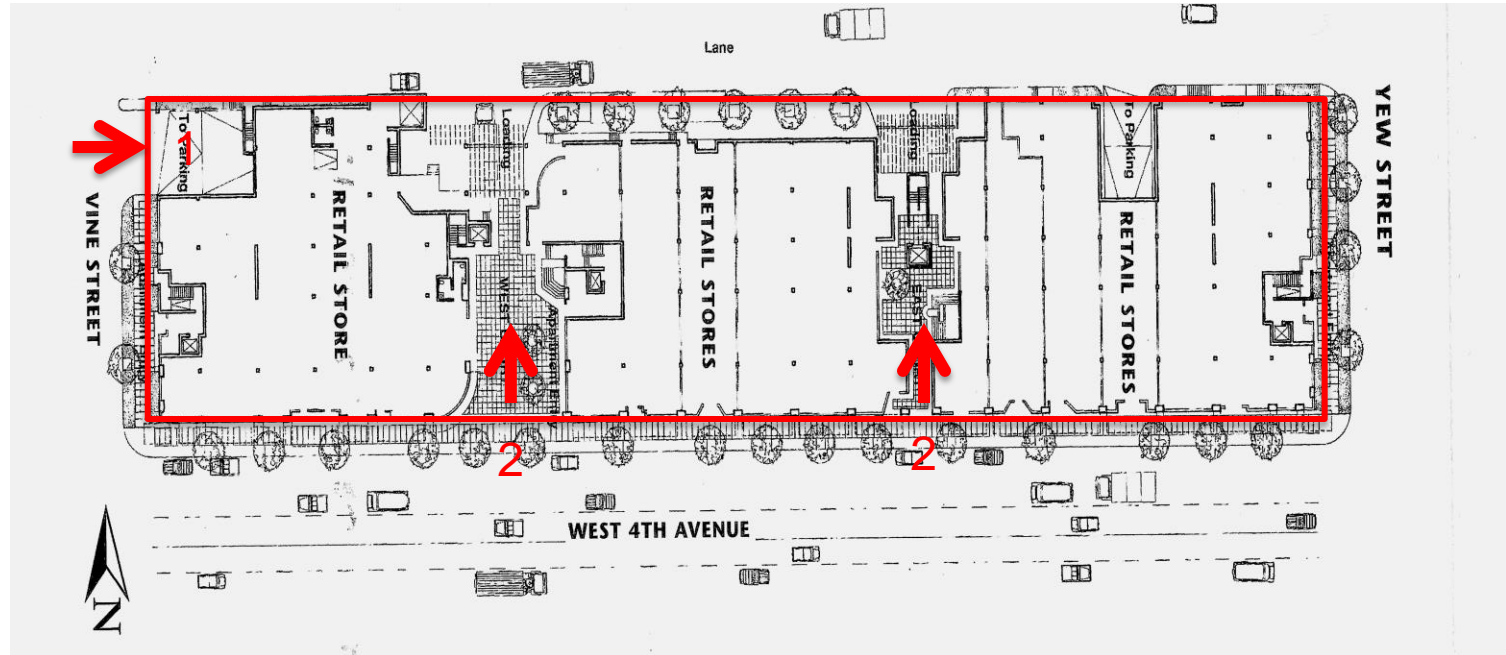 Lane
To Parking
1
Loading
Loading
To Parking
YEW STREET
VINE STREET
RETAIL STORE
RETAIL STORES
RETAIL STORES
WEST
EAST
Apartment Entry
2
2
WEST 4TH AVENUE
N